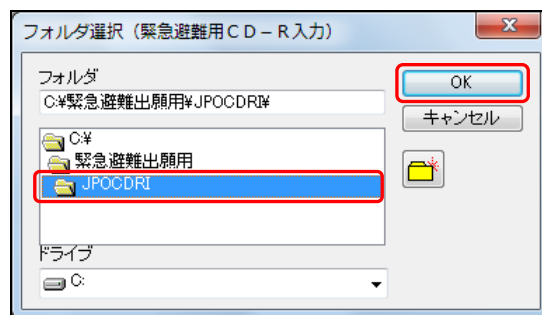 フォルダ選択（緊急避難用ＣＤ－Ｒ入力）
フォルダ
C:¥緊急避難出願用¥JPOCDRI¥
C:¥
緊急避難出願用
JPOCDRI
ドライブ
C:
OK
キャンセル